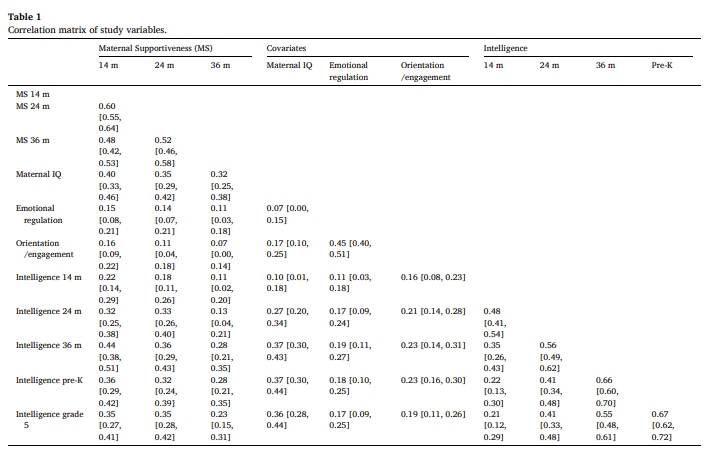 Table 1
Correlation matrix of study variables.
Maternal Supportiveness (MS) Covariates Intelligence
14 m 24 m 36 m Maternal IQ Emotional Orientation 14 m 24 m 36 m Pre-K
regulation /engagement
MS 14 m
MS 24 m 0.60
[0.55,
0.64]
MS 36 m 0.48 0.52
[0.42, [0.46,
0.53] 0.58]
Maternal IQ 0.40 0.35 0.32
[0.33, [0.29, [0.25,
0.46] 0.42] 0.38]
Emotional 0.15 0.14 0.11 0.07 [0.00,
regulation [0.08, [0.07, [0.03, 0.15]
0.21] 0.21] 0.18]
Orientation 0.16 0.11 0.07 0.17 [0.10, 0.45 [0.40,
/engagement [0.09, [0.04, [0.00, 0.25] 0.51]
0.22] 0.18] 0.14]
Intelligence 14 m 0.22 0.18 0.11 0.10 [0.01, 0.11 [0.03, 0.16 [0.08, 0.23]
[0.14, [0.11, [0.02, 0.18] 0.18]
0.29] 0.26] 0.20]
Intelligence 24 m 0.32 0.33 0.13 0.27 [0.20, 0.17 [0.09, 0.21 [0.14, 0.28] 0.48
[0.25, [0.26, [0.04, 0.34] 0.24] [0.41,
0.38] 0.40] 0.21] 0.54]
Intelligence 36 m 0.44 0.36 0.28 0.37 [0.30, 0.19 [0.11, 0.23 [0.14, 0.31] 0.35 0.56
[0.38, [0.29, [0.21, 0.43] 0.27] [0.26, [0.49,
0.51] 0.43] 0.35] 0.43] 0.62]
Intelligence pre-K 0.36 0.32 0.28 0.37 [0.30, 0.18 [0.10, 0.23 [0.16, 0.30] 0.22 0.41 0.66
[0.29, [0.24, [0.21, 0.44] 0.25] [0.13, [0.34, [0.60,
0.42] 0.39] 0.35] 0.30] 0.48] 0.70]
Intelligence grade 0.35 0.35 0.23 0.36 [0.28, 0.17 [0.09, 0.19 [0.11, 0.26] 0.21 0.41 0.55 0.67
5 [0.27, [0.28, [0.15, 0.44] 0.25] [0.12, [0.33, [0.48, [0.62,
0.41] 0.42] 0.31] 0.29] 0.48] 0.61] 0.72]